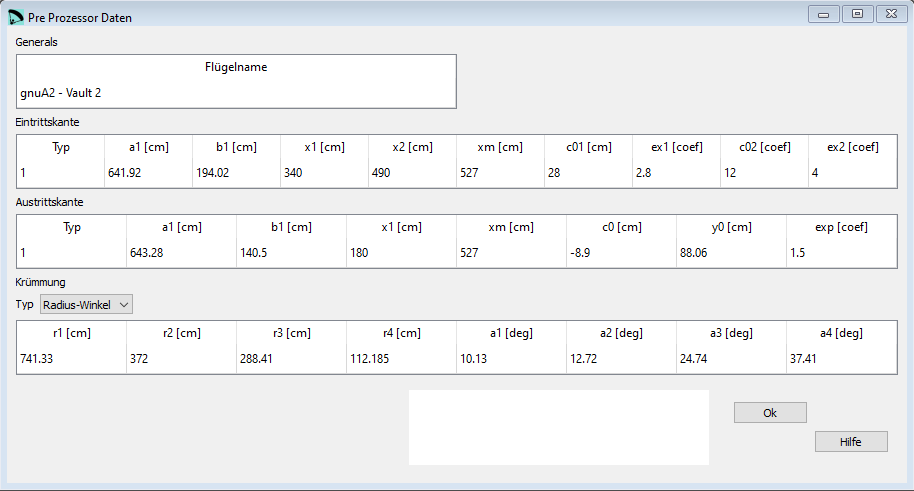 Pre Prozessor Daten
Generals
Flügelname
gnuA2 - Vault 2
Eintrittskante
Typ a1 [cm] b1 [cm] x1 [cm] x2 [cm] xm [cm] c01 [cm] ex1 [coef] c02 [cm] ex2 [coef]
1 641.92 194.02 340 490 527 28 2.8 12 4
Austrittskante
Typ a1 [cm] b1 [cm] x1 [cm] xm [cm] c0 [cm] y0 [cm] exp [coef]
1 643.28 140.5 180 527 -8.9 88.06 1.5
Krümmung
Typ Radius-Winkel
r1 [cm] r2 [cm] r3 [cm] r4 [cm] a1 [deg] a2 [deg] a3 [deg] a4 [deg]
741.33 372 288.41 112.185 10.13 12.72 24.74 37.41
Ok
Hilfe